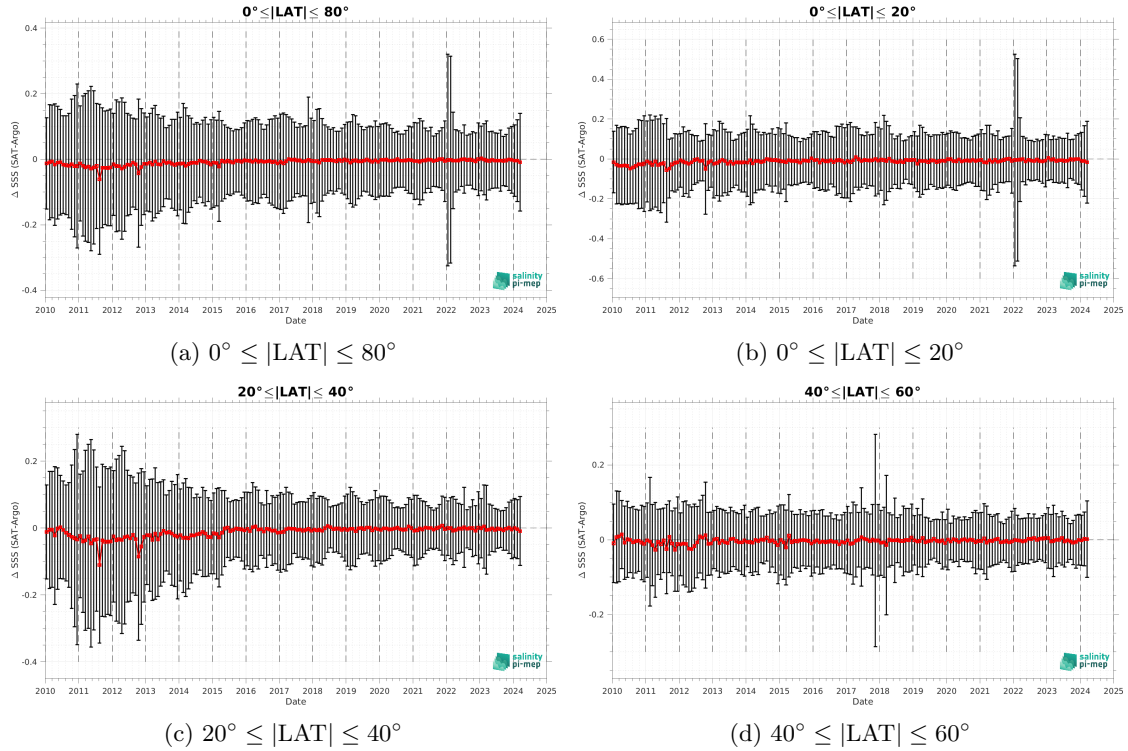 0°≤|LAT|≤ 80°
Δ SSS (SAT-Argo)
0.4
0.2
0
-0.2
-0.4
2010 2011 2012 2013 2014 2015 2016 2017 2018 2019 2020 2021 2022 2023 2024 2025
Date
salinity
pi-mep
(a) 0° ≤ |LAT| ≤ 80°
0°≤|LAT|≤ 20°
Δ SSS (SAT-Argo)
0.6
0.4
0.2
0
-0.2
-0.4
-0.6
2010 2011 2012 2013 2014 2015 2016 2017 2018 2019 2020 2021 2022 2023 2024 2025
Date
salinity
pi-mep
(b) 0° ≤ |LAT| ≤ 20°
20°≤|LAT|≤ 40°
Δ SSS (SAT-Argo)
0.2
0
-0.2
-0.4
2010 2011 2012 2013 2014 2015 2016 2017 2018 2019 2020 2021 2022 2023 2024 2025
Date
salinity
pi-mep
(c) 20° ≤ |LAT| ≤ 40°
40°≤|LAT|≤ 60°
Δ SSS (SAT-Argo)
0.2
0
-0.2
2010 2011 2012 2013 2014 2015 2016 2017 2018 2019 2020 2021 2022 2023 2024 2025
Date
salinity
pi-mep
(d) 40° ≤ |LAT| ≤ 60°